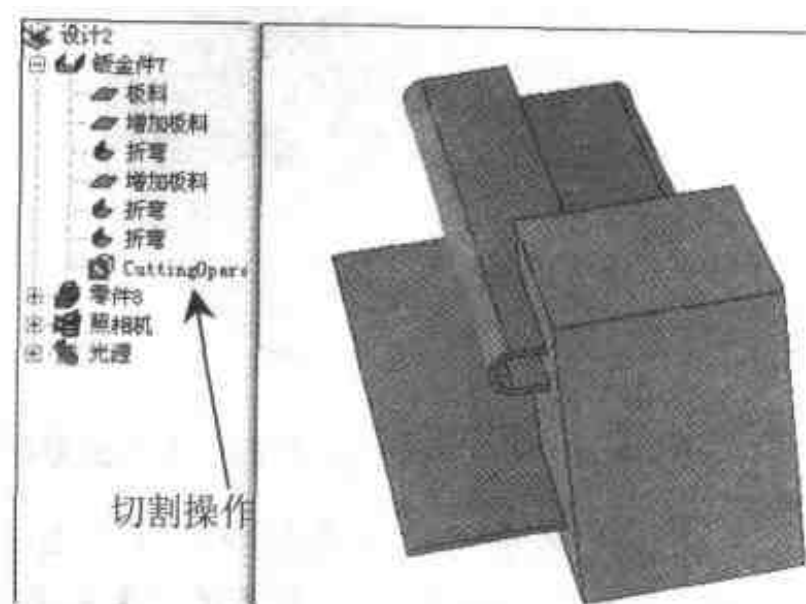 设计2
钣金件7
板料
增加板料
折弯
增加板料
折弯
折弯
CuttingOpera
零件8
照相机
光源
切割操作